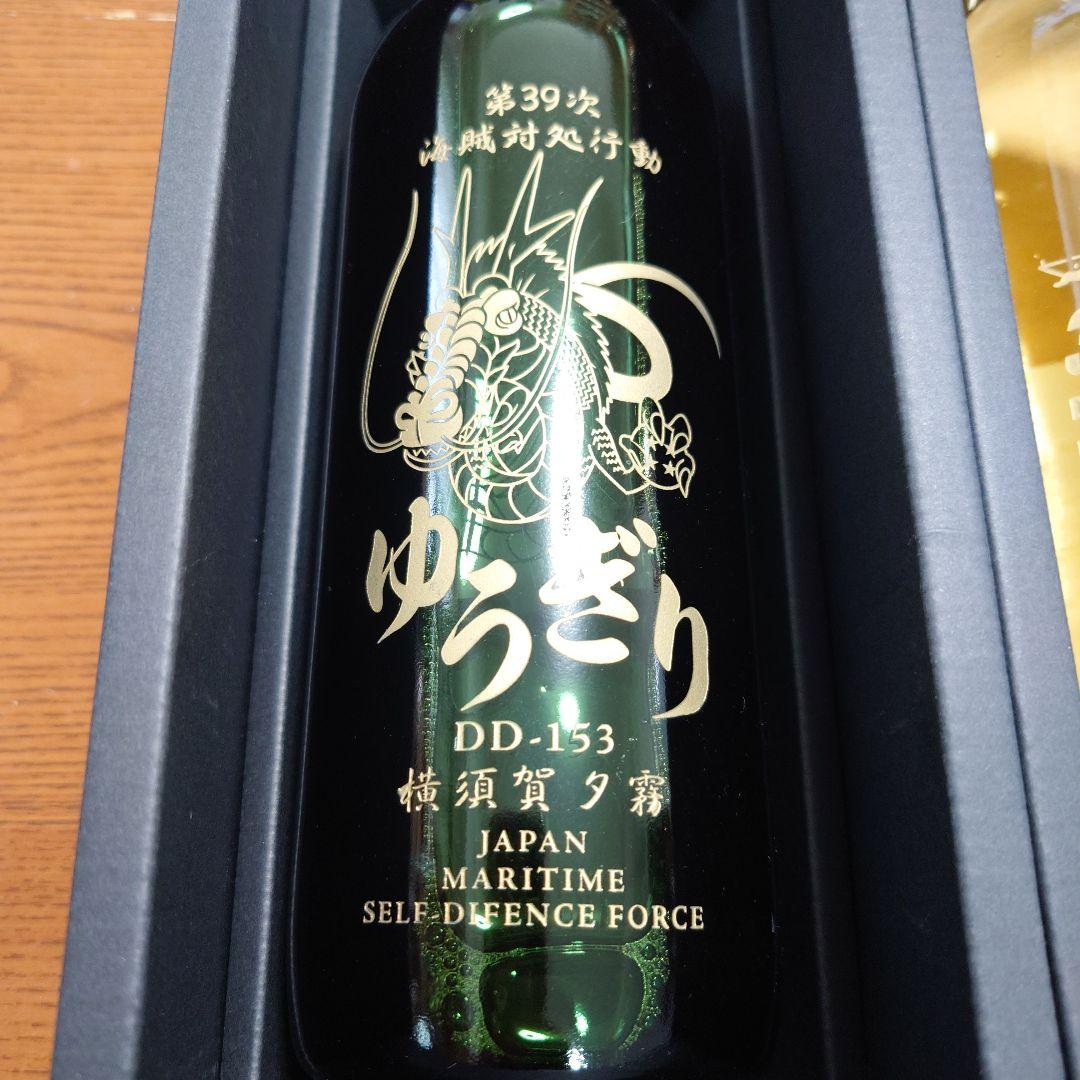 第39次
海賊対処行動
ゆうぎり
DD-153
横須賀夕霧
JAPAN
MARITIME
SELF-DIFENCE FORCE